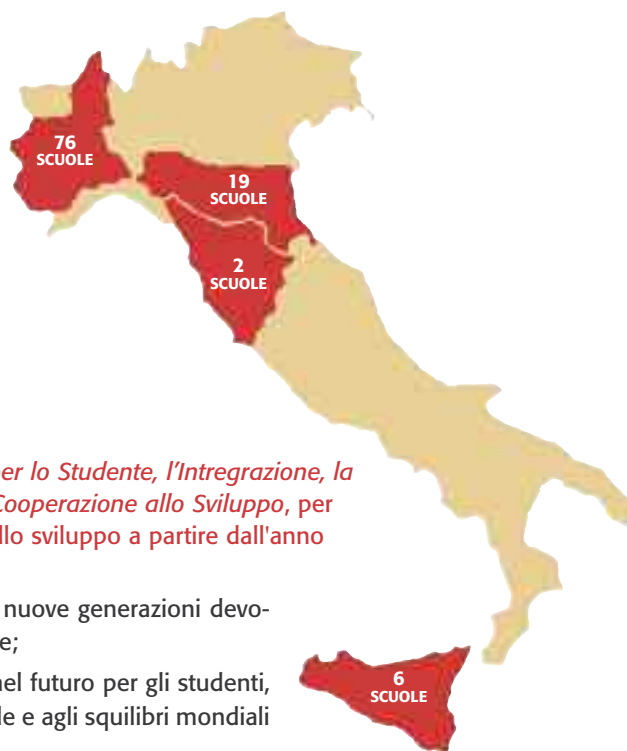 76
SCUOLE
19
SCUOLE
2
SCUOLE
er lo Studente, l'Intregrazione, la
Cooperazione allo Sviluppo, per
llo sviluppo a partire dall'anno
nuove generazioni devo-
e;
nel futuro per gli studenti,
le e agli squilibri mondiali
6
SCUOLE